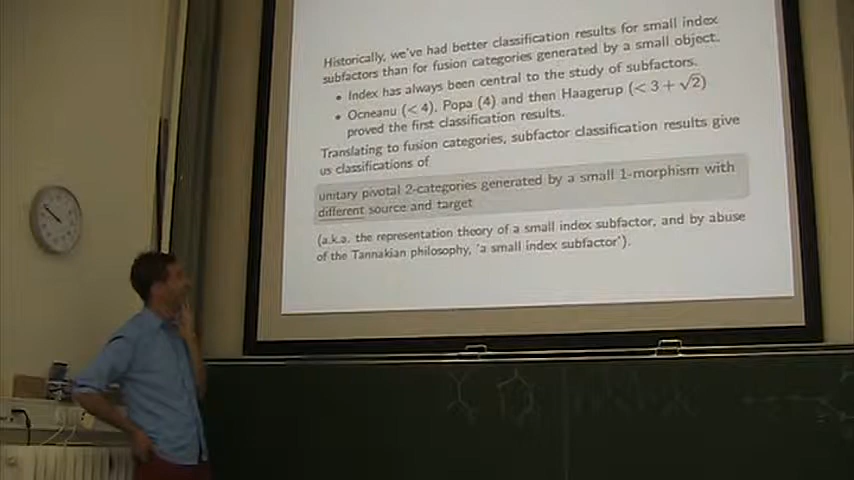 Historically, we've had better classification results for small index
subfactors than for fusion categories generated by a small object.
• Index has always been central to the study of subfactors.
• Ocneanu (< 4), Popa (4) and then Haagerup (< 3 + √2)
proved the first classification results.
Translating to fusion categories, subfactor classification results give
us classifications of
unitary pivotal 2-categories generated by a small 1-morphism with
different source and target
(a.k.a. the representation theory of a small index subfactor, and by abuse
of the Tannakian philosophy, 'a small index subfactor').